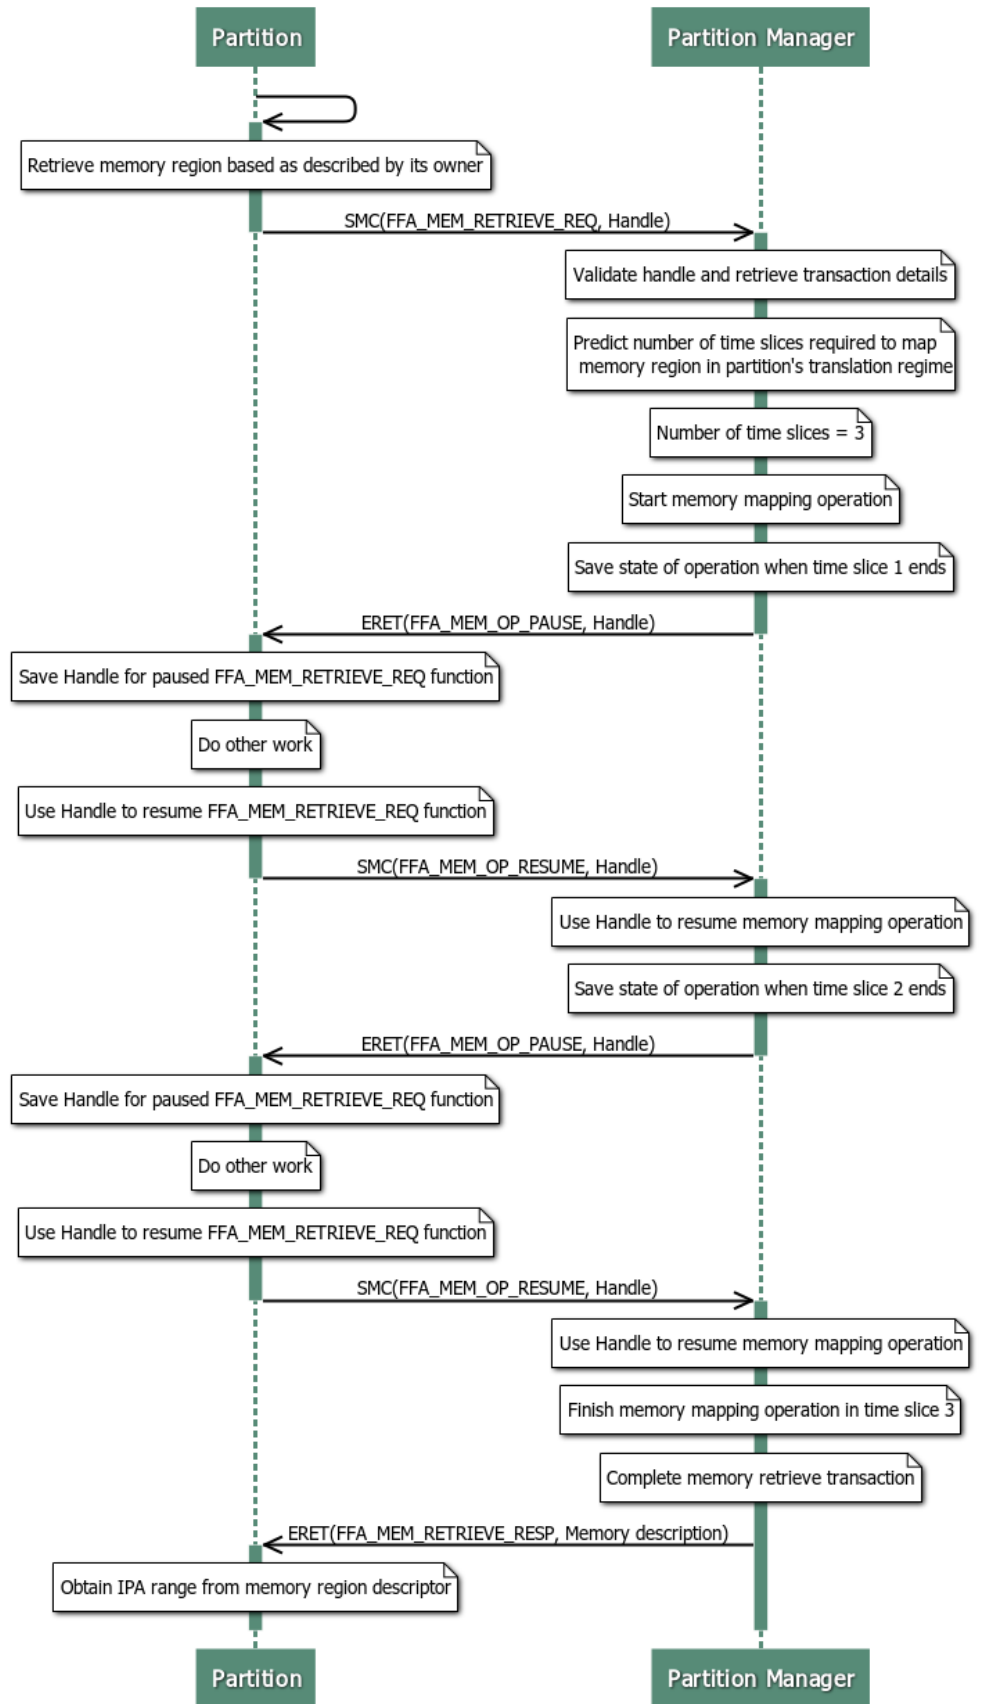 Partition
Partition Manager
Retrieve memory region based as described by its owner
SMC(FFA_MEM_RETRIEVE_REQ, Handle)
Validate handle and retrieve transaction details
Predict number of time slices required to map
memory region in partition's translation regime
Number of time slices = 3
Start memory mapping operation
Save state of operation when time slice 1 ends
ERET(FFA_MEM_OP_PAUSE, Handle)
Save Handle for paused FFA_MEM_RETRIEVE_REQ function
Do other work
Use Handle to resume FFA_MEM_RETRIEVE_REQ function
SMC(FFA_MEM_OP_RESUME, Handle)
Use Handle to resume memory mapping operation
Save state of operation when time slice 2 ends
ERET(FFA_MEM_OP_PAUSE, Handle)
Save Handle for paused FFA_MEM_RETRIEVE_REQ function
Do other work
Use Handle to resume FFA_MEM_RETRIEVE_REQ function
SMC(FFA_MEM_OP_RESUME, Handle)
Use Handle to resume memory mapping operation
Finish memory mapping operation in time slice 3
Complete memory retrieve transaction
ERET(FFA_MEM_RETRIEVE_RESP, Memory description)
Obtain IPA range from memory region descriptor
Partition
Partition Manager